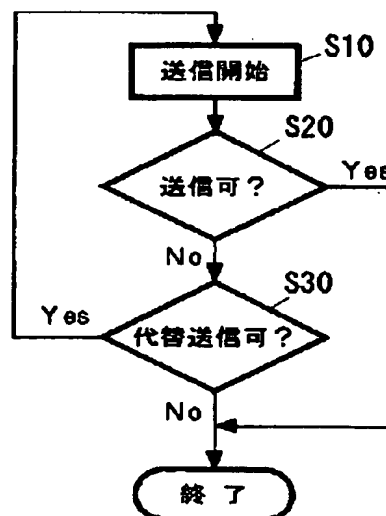 送信開始
S10
送信可？
S20
Yes
No
代替送信可？
S30
Yes
No
終了